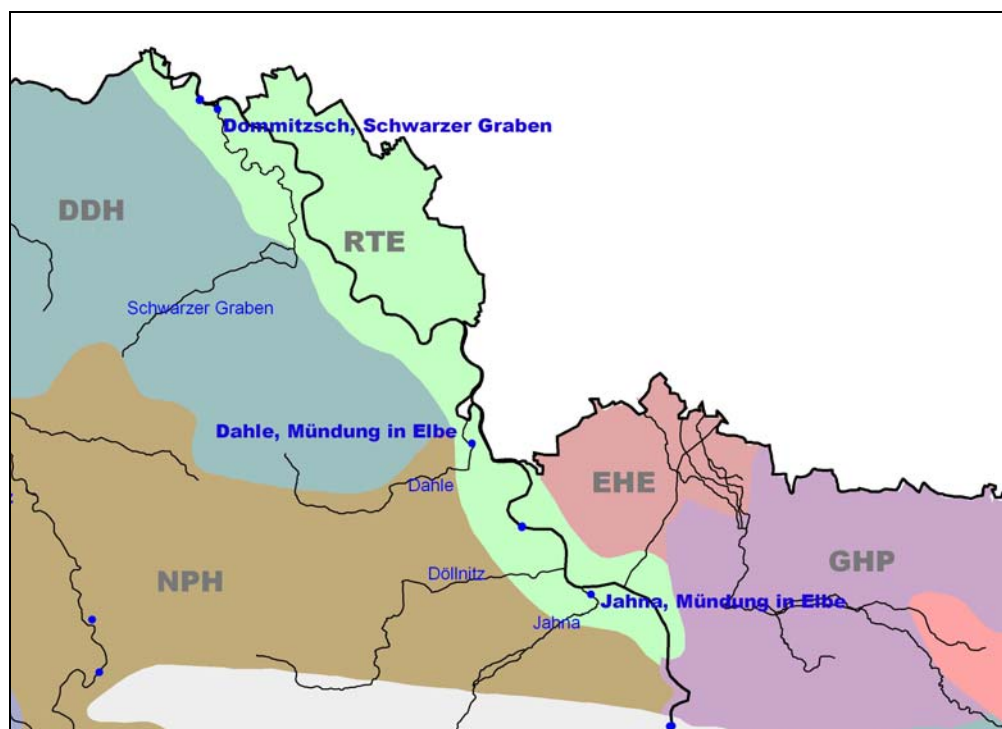 Dommitzsch, Schwarzer Graben
DDH
RTE
Schwarzer Graben
Dahle, Mündung in Elbe
EHE
Dahle
GHP
NPH
Döllnitz
Jahna, Mündung in Elbe
Jahna